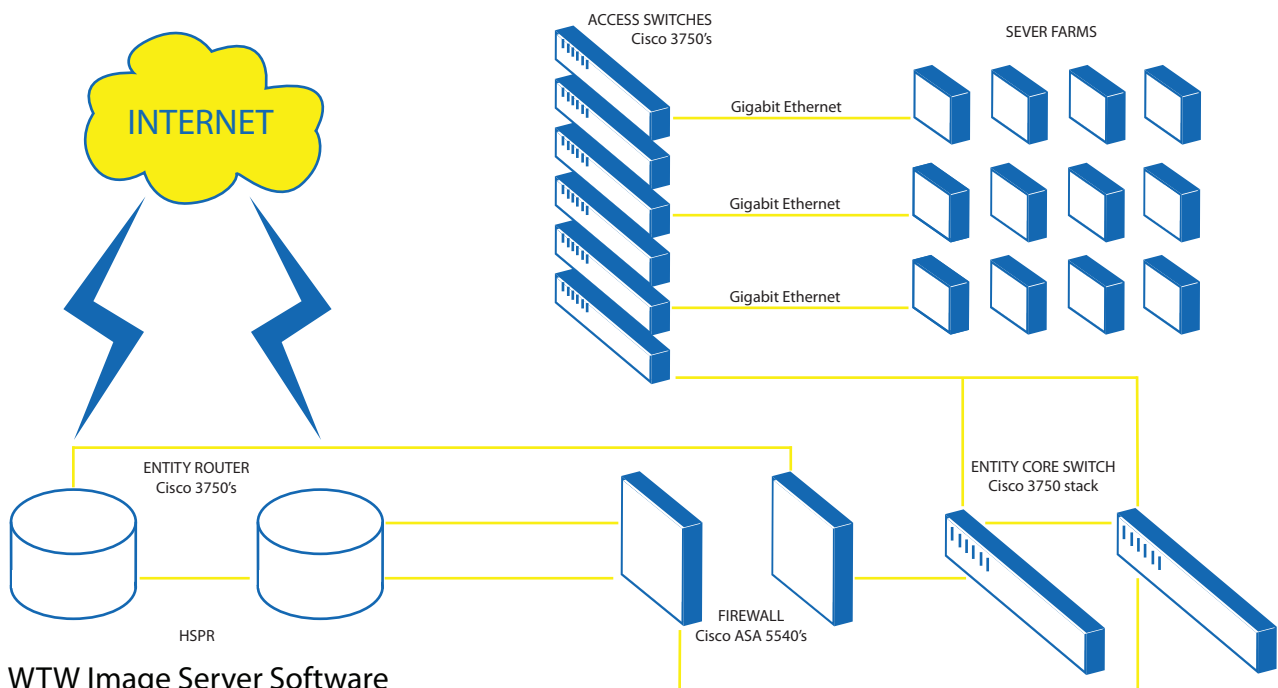 ACCESS SWITCHES
Cisco 3750's
SEVER FARMS
INTERNET
Gigabit Ethernet
Gigabit Ethernet
Gigabit Ethernet
ENTITY ROUTER
Cisco 3750's
ENTITY CORE SWITCH
Cisco 3750 stack
FIREWALL
Cisco ASA 5540's
HSPR
WTW Image Server Software